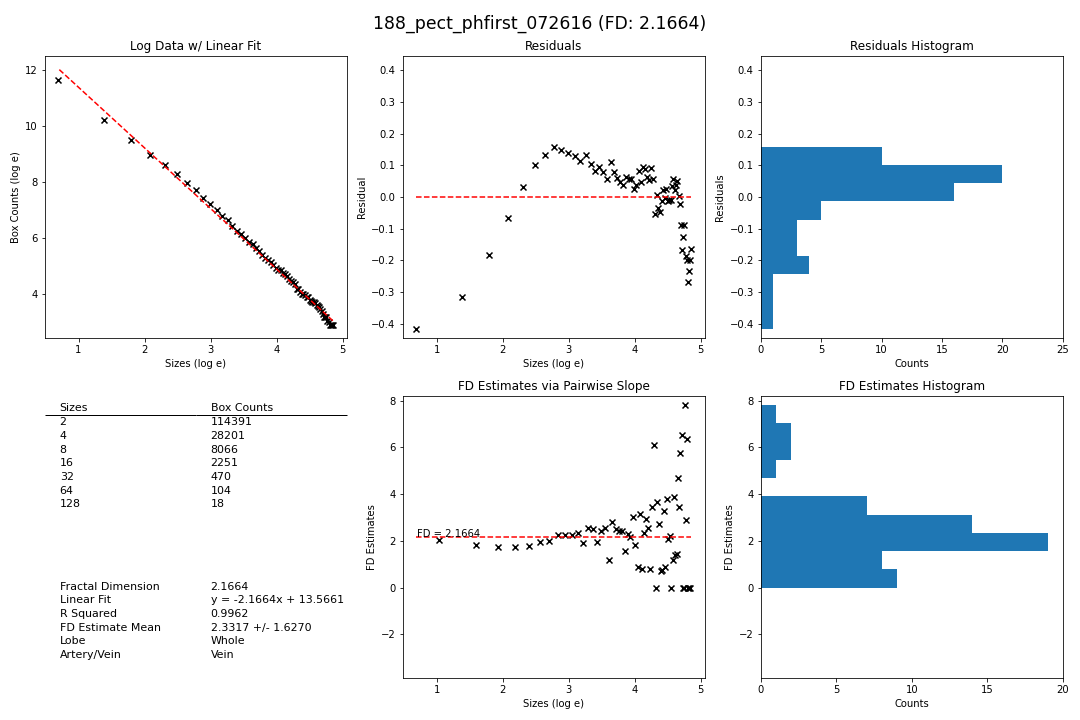 188_pect_phfirst_072616 (FD: 2.1664)
Log Data w/ Linear Fit
12
10
8
6
4
1 2 3 4 5
Box Counts (log e)
Sizes (log e)
Residuals
0.4
0.3
0.2
0.1
0.0
−0.1
−0.2
−0.3
−0.4
1 2 3 4 5
Residual
Sizes (log e)
Residuals Histogram
0.4
0.3
0.2
0.1
0.0
−0.1
−0.2
−0.3
−0.4
0 5 10 15 20 25
Residuals
Counts
Sizes Box Counts
2 114391
4 28201
8 8066
16 2251
32 470
64 104
128 18
Fractal Dimension 2.1664
Linear Fit y = -2.1664x + 13.5661
R Squared 0.9962
FD Estimate Mean 2.3317 +/- 1.6270
Lobe Whole
Artery/Vein Vein
FD Estimates via Pairwise Slope
8
6
4
2
0
−2
FD = 2.1664
1 2 3 4 5
FD Estimates
Sizes (log e)
FD Estimates Histogram
8
6
4
2
0
−2
0 5 10 15 20
FD Estimates
Counts